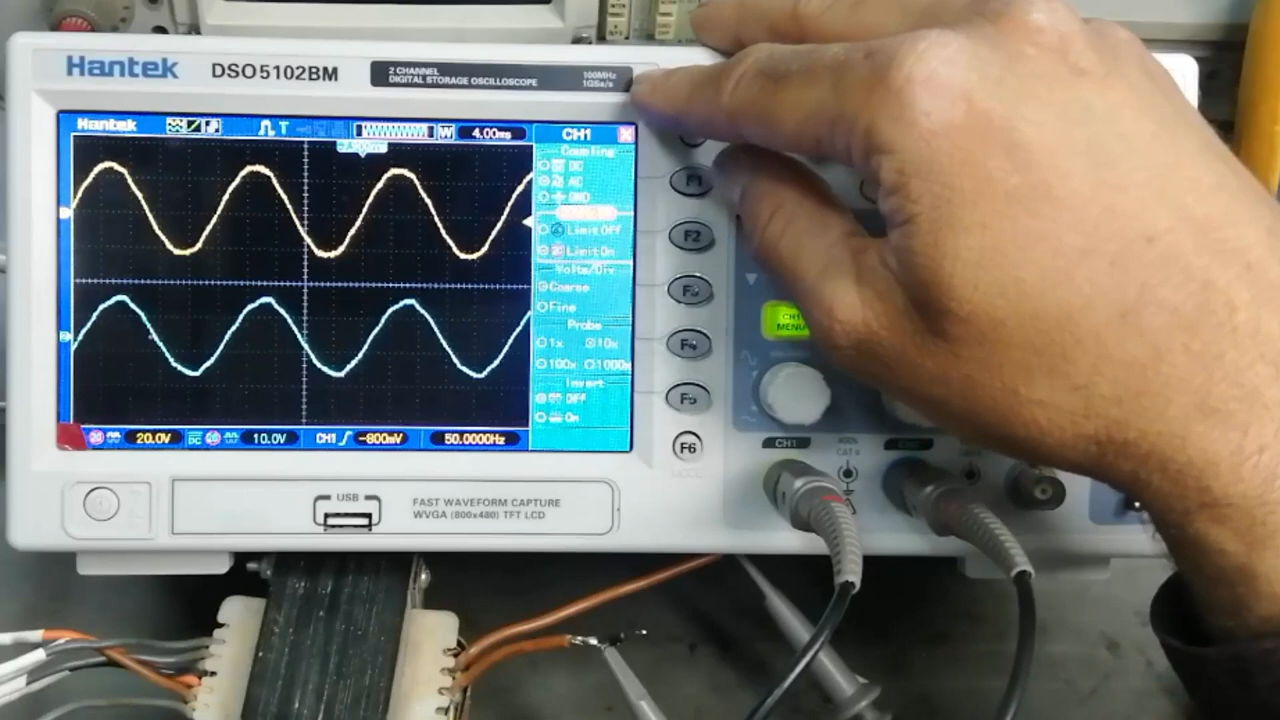 Hantek
DSO5102BM
2 CHANNEL
DIGITAL STORAGE OSCILLOSCOPE
100MHz
1GSa/s
Hantek
T
W
4.00ms
CH1
Coupling
DC
AC
GND
Limit Off
Limit On
Volts/Div
Coarse
Fine
Probe
1x 10x
100x 1000x
Invert
Off
On
20.0V
10.0V
CH1
-800mV
50.0000Hz
F2
F3
F4
F5
F6
CH1
MENU
CH1
400V
CAT II
USB
FAST WAVEFORM CAPTURE
WVGA (800x480) TFT LCD